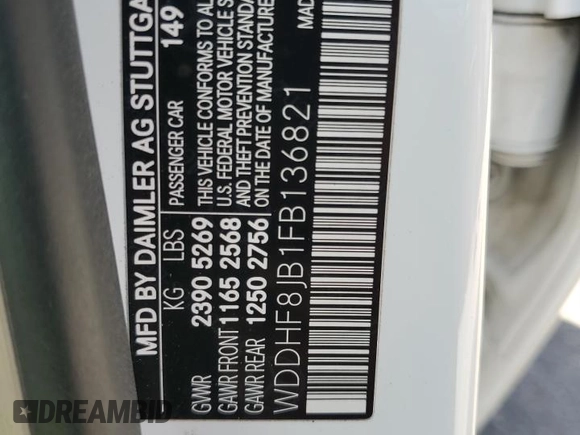 MFD BY DAIMLER AG STUTTGA
KG LBS
GVWR 2390 5269
GAWR FRONT 1165 2568
GAWR REAR 1250 2756
149
PASSENGER CAR
THIS VEHICLE CONFORMS TO AL
U.S. FEDERAL MOTOR VEHICLE S
AND THEFT PREVENTION STANDA
ON THE DATE OF MANUFACTURE
MAD
WDDHF8JB1FB136821
DREAMBID